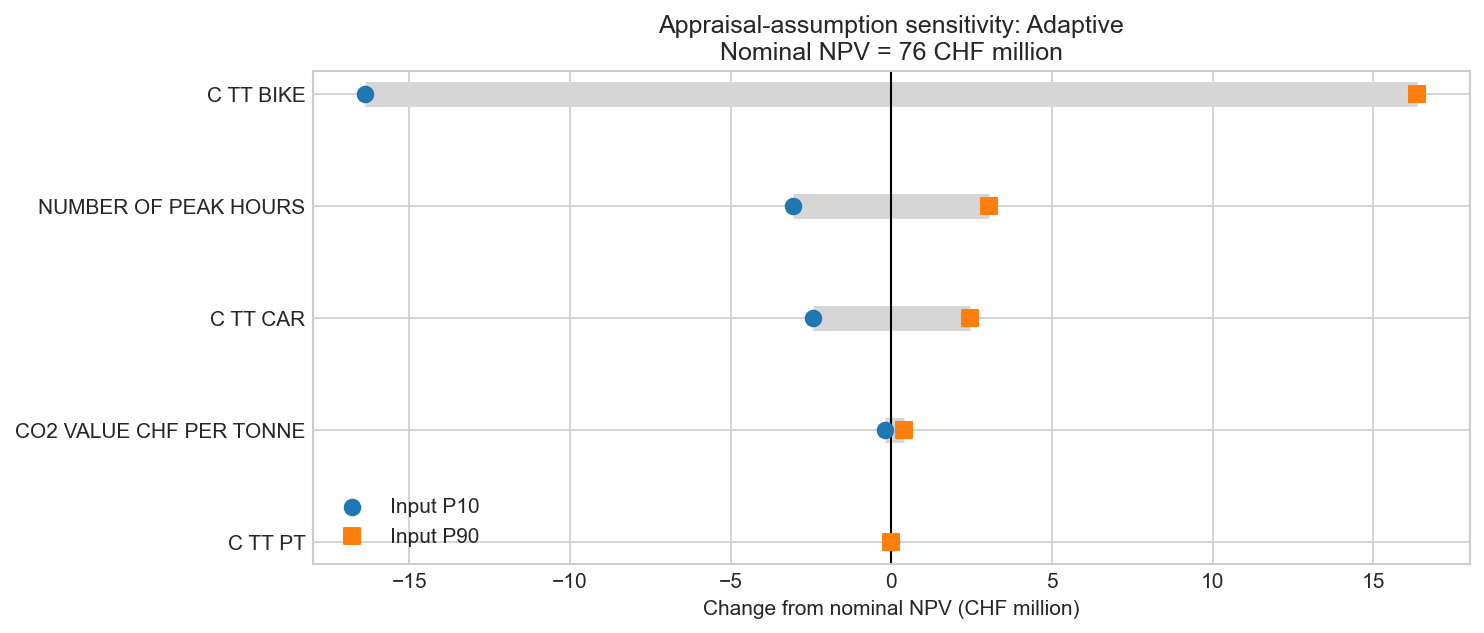 Appraisal-assumption sensitivity: Adaptive
Nominal NPV = 76 CHF million
C TT BIKE
NUMBER OF PEAK HOURS
C TT CAR
CO2 VALUE CHF PER TONNE
C TT PT
Input P10
Input P90
−15 −10 −5 0 5 10 15
Change from nominal NPV (CHF million)